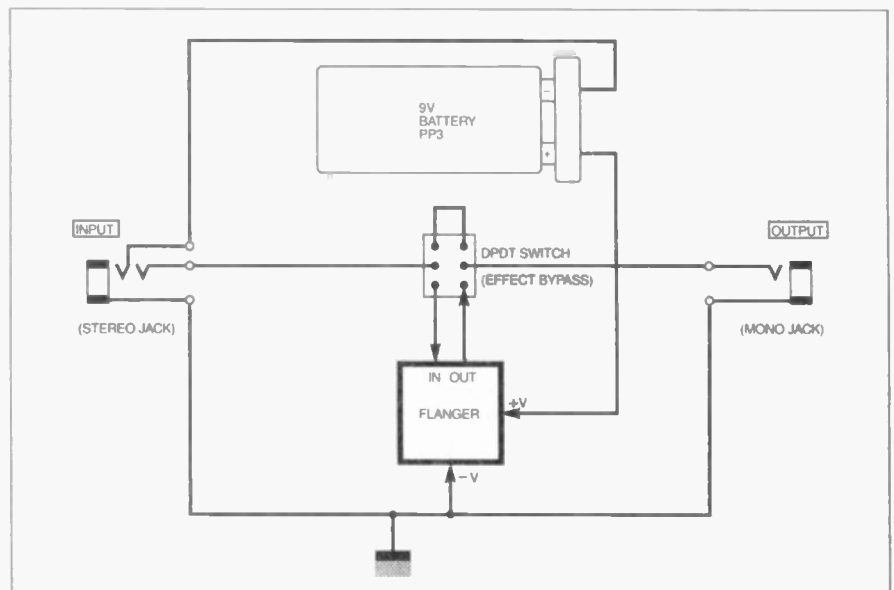 9V
BATTERY
PP3
−
+
INPUT
OUTPUT
DPDT SWITCH
(EFFECT BYPASS)
(STEREO JACK)
(MONO JACK)
IN OUT
FLANGER
+V
−V